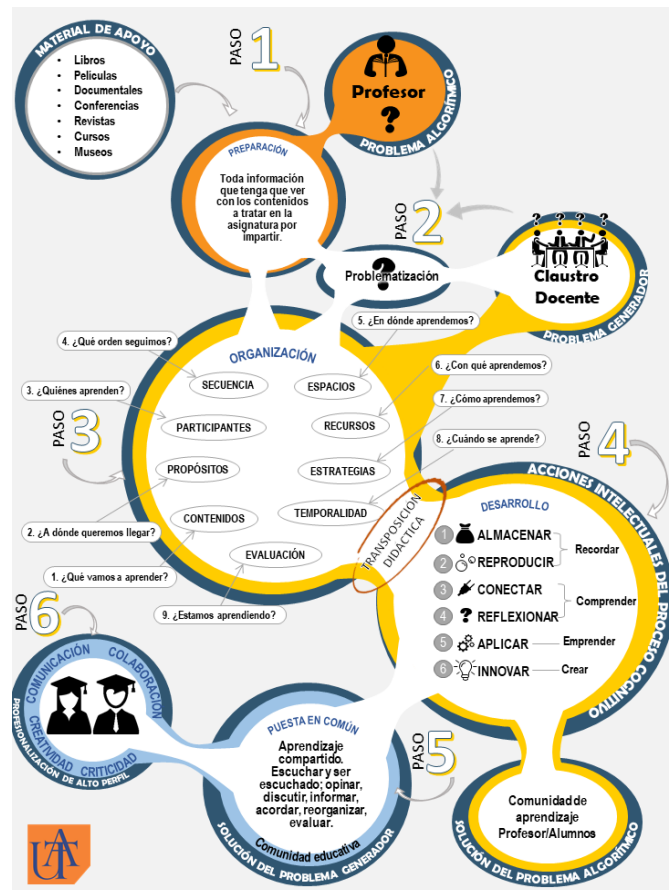 MATERIAL DE APOYO
• Libros
• Peliculas
• Documentales
• Conferencias
• Revistas
• Cursos
• Museos
PASO 1
Profesor
?
PROBLEMA ALGORÍTMICO
PREPARACIÓN
Toda información
que tenga que ver
con los contenidos
a tratar en la
asignatura por
impartir.
PASO 2
?
Problematización
? ? ? ?
Claustro
Docente
PROBLEMA GENERADOR
PASO 3
ORGANIZACIÓN
4. ¿Qué orden seguimos?
SECUENCIA
3. ¿Quiénes aprenden?
PARTICIPANTES
PROPÓSITOS
2. ¿A dónde queremos llegar?
CONTENIDOS
1. ¿Qué vamos a aprender?
EVALUACIÓN
9. ¿Estamos aprendiendo?
5. ¿En dónde aprendemos?
ESPACIOS
6. ¿Con qué aprendemos?
RECURSOS
7. ¿Cómo aprendemos?
ESTRATEGIAS
8. ¿Cuándo se aprende?
TEMPORALIDAD
TRANSPOSICION
DIDACTICA
PASO 4
ACCIONES INTELECTUALES DEL PROCESO COGNITIVO
DESARROLLO
1 ALMACENAR
2 REPRODUCIR
Recordar
3 CONECTAR
4 ? REFLEXIONAR
Comprender
5 APLICAR Emprender
6 INNOVAR Crear
Comunidad de
aprendizaje
Profesor/Alumnos
SOLUCIÓN DEL PROBLEMA ALGORÍTMICO
PASO 5
PUESTA EN COMÚN
Aprendizaje
compartido.
Escuchar y ser
escuchado; opinar,
discutir, informar,
acordar, reorganizar,
evaluar.
Comunidad educativa
SOLUCIÓN DEL PROBLEMA GENERADOR
PASO 6
COMUNICACIÓN COLABORACIÓN
CREATIVIDAD CRITICIDAD
PROFESIONALIZACIÓN DE ALTO PERFIL
UAT